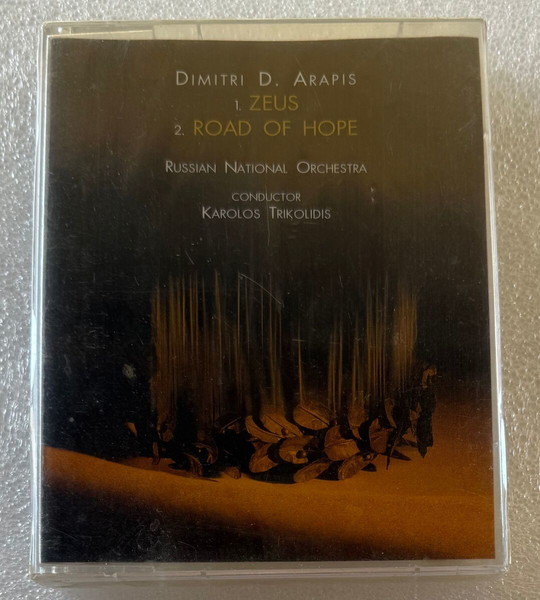 DIMITRI D. ARAPIS
1. ZEUS
2. ROAD OF HOPE
RUSSIAN NATIONAL ORCHESTRA
CONDUCTOR
KAROLOS TRIKOLIDIS